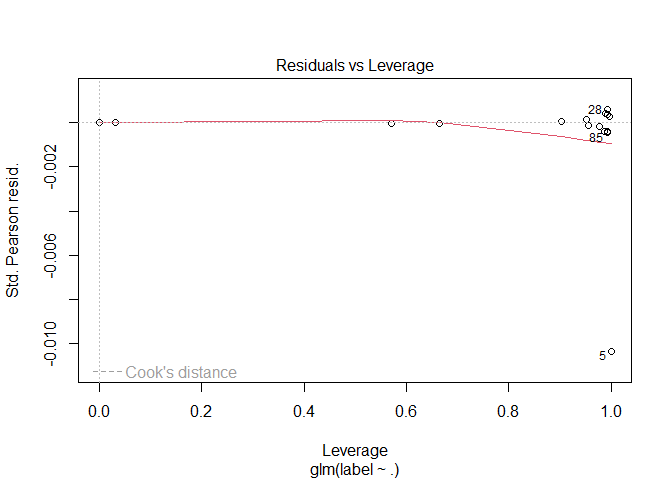 Residuals vs Leverage
Std. Pearson resid.
-0.002
-0.006
-0.010
28
85
5
Cook's distance
0.0 0.2 0.4 0.6 0.8 1.0
Leverage
glm(label ~ .)